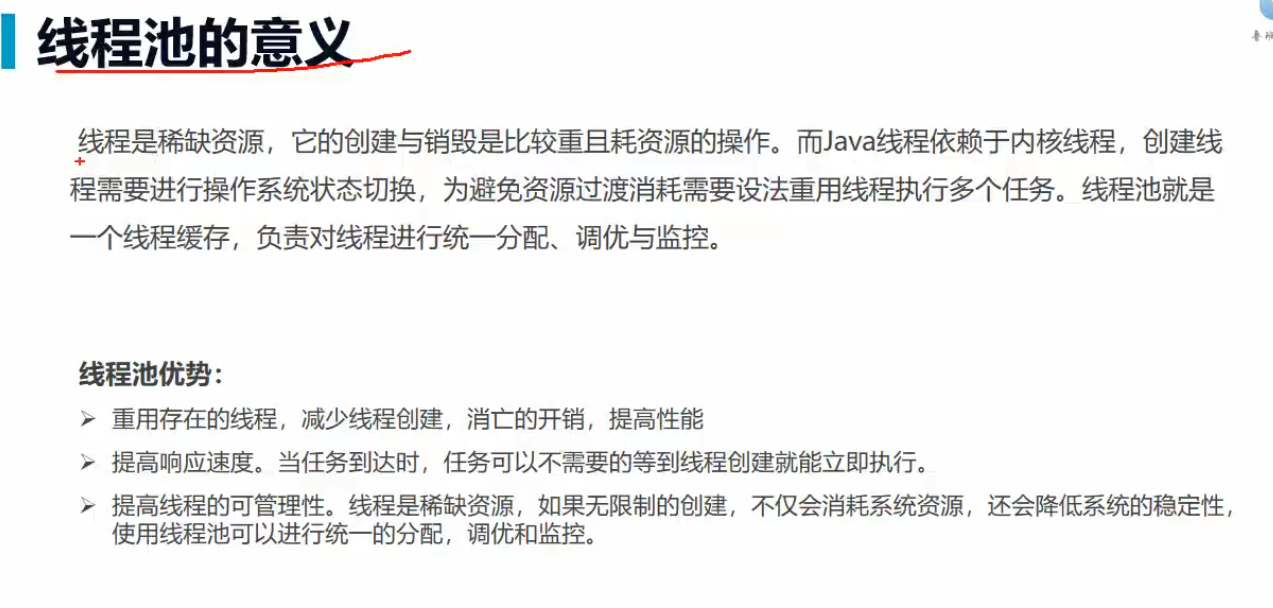 线程池的意义
线程是稀缺资源，它的创建与销毁是比较重且耗资源的操作。而Java线程依赖于内核线程，创建线
程需要进行操作系统状态切换，为避免资源过渡消耗需要设法重用线程执行多个任务。线程池就是
一个线程缓存，负责对线程进行统一分配、调优与监控。
线程池优势：
➢ 重用存在的线程，减少线程创建，消亡的开销，提高性能
➢ 提高响应速度。当任务到达时，任务可以不需要的等到线程创建就能立即执行。
➢ 提高线程的可管理性。线程是稀缺资源，如果无限制的创建，不仅会消耗系统资源，还会降低系统的稳定性，
使用线程池可以进行统一的分配，调优和监控。